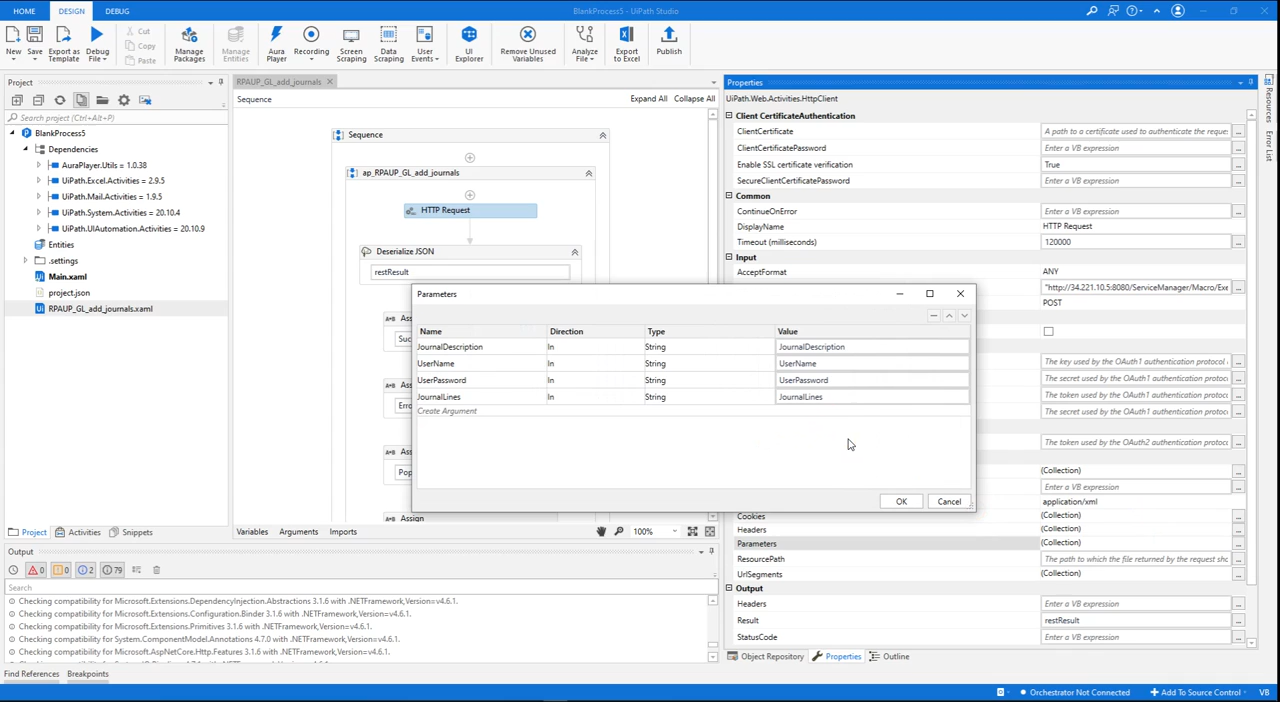 HOME
DESIGN
DEBUG
BlankProcess5 - UiPath Studio
New
Save
Export as Template
Debug File
Cut
Copy
Paste
Manage Packages
Manage Entities
Aura Player
Recording
Screen Scraping
Data Scraping
User Events
UI Explorer
Remove Unused Variables
Analyze File
Export to Excel
Publish
Project
Search project (Ctrl+Alt+P)
BlankProcess5
Dependencies
AuraPlayer.Utils = 1.0.38
UiPath.Excel.Activities = 2.9.5
UiPath.Mail.Activities = 1.9.5
UiPath.System.Activities = 20.10.4
UiPath.UIAutomation.Activities = 20.10.9
Entities
.settings
Main.xaml
project.json
RPAUP_GL_add_journals.xaml
Project
Activities
Snippets
RPAUP_GL_add_journals
Sequence
Expand All
Collapse All
Sequence
ap_RPAUP_GL_add_journals
HTTP Request
Deserialize JSON
restResult
A*B
Ass
Suc
A*B
Ass
Erro
A*B
Ass
Pop
A*B
Assign
Variables
Arguments
Imports
100%
Parameters
Name
Direction
Type
Value
JournalDescription
In
String
JournalDescription
UserName
In
String
UserName
UserPassword
In
String
UserPassword
JournalLines
In
String
JournalLines
Create Argument
OK
Cancel
Properties
UiPath.Web.Activities.HttpClient
Client CertificateAuthentication
ClientCertificate
A path to a certificate used to authenticate the reque
ClientCertificatePassword
Enter a VB expression
Enable SSL certificate verification
True
SecureClientCertificatePassword
Enter a VB expression
Common
ContinueOnError
Enter a VB expression
DisplayName
HTTP Request
Timeout (milliseconds)
120000
Input
AcceptFormat
ANY
"http://34.221.10.5:8080/ServiceManager/Macro/Exe
POST
The key used by the OAuth1 authentication protocol
The secret used by the OAuth1 authentication protoc
The token used by the OAuth1 authentication protoc
The secret used by the OAuth1 authentication protoc
The token used by the OAuth2 authentication protoc
(Collection)
Enter a VB expression
application/xml
Cookies
(Collection)
Headers
(Collection)
Parameters
(Collection)
ResourcePath
The path to which the file returned by the request sho
UrlSegments
(Collection)
Output
Headers
Enter a VB expression
Result
restResult
StatusCode
Enter a VB expression
Object Repository
Properties
Outline
Resources
Error List
Output
0
0
2
79
Search
Checking compatibility for Microsoft.Extensions.DependencyInjection.Abstractions 3.1.6 with .NETFramework,Version=v4.6.1.
Checking compatibility for Microsoft.Extensions.Configuration.Binder 3.1.6 with .NETFramework,Version=v4.6.1.
Checking compatibility for Microsoft.Extensions.Primitives 3.1.6 with .NETFramework,Version=v4.6.1.
Checking compatibility for System.ComponentModel.Annotations 4.7.0 with .NETFramework,Version=v4.6.1.
Checking compatibility for Microsoft.AspNetCore.Http.Features 3.1.6 with .NETFramework,Version=v4.6.1.
Find References
Breakpoints
Orchestrator Not Connected
Add To Source Control
VB